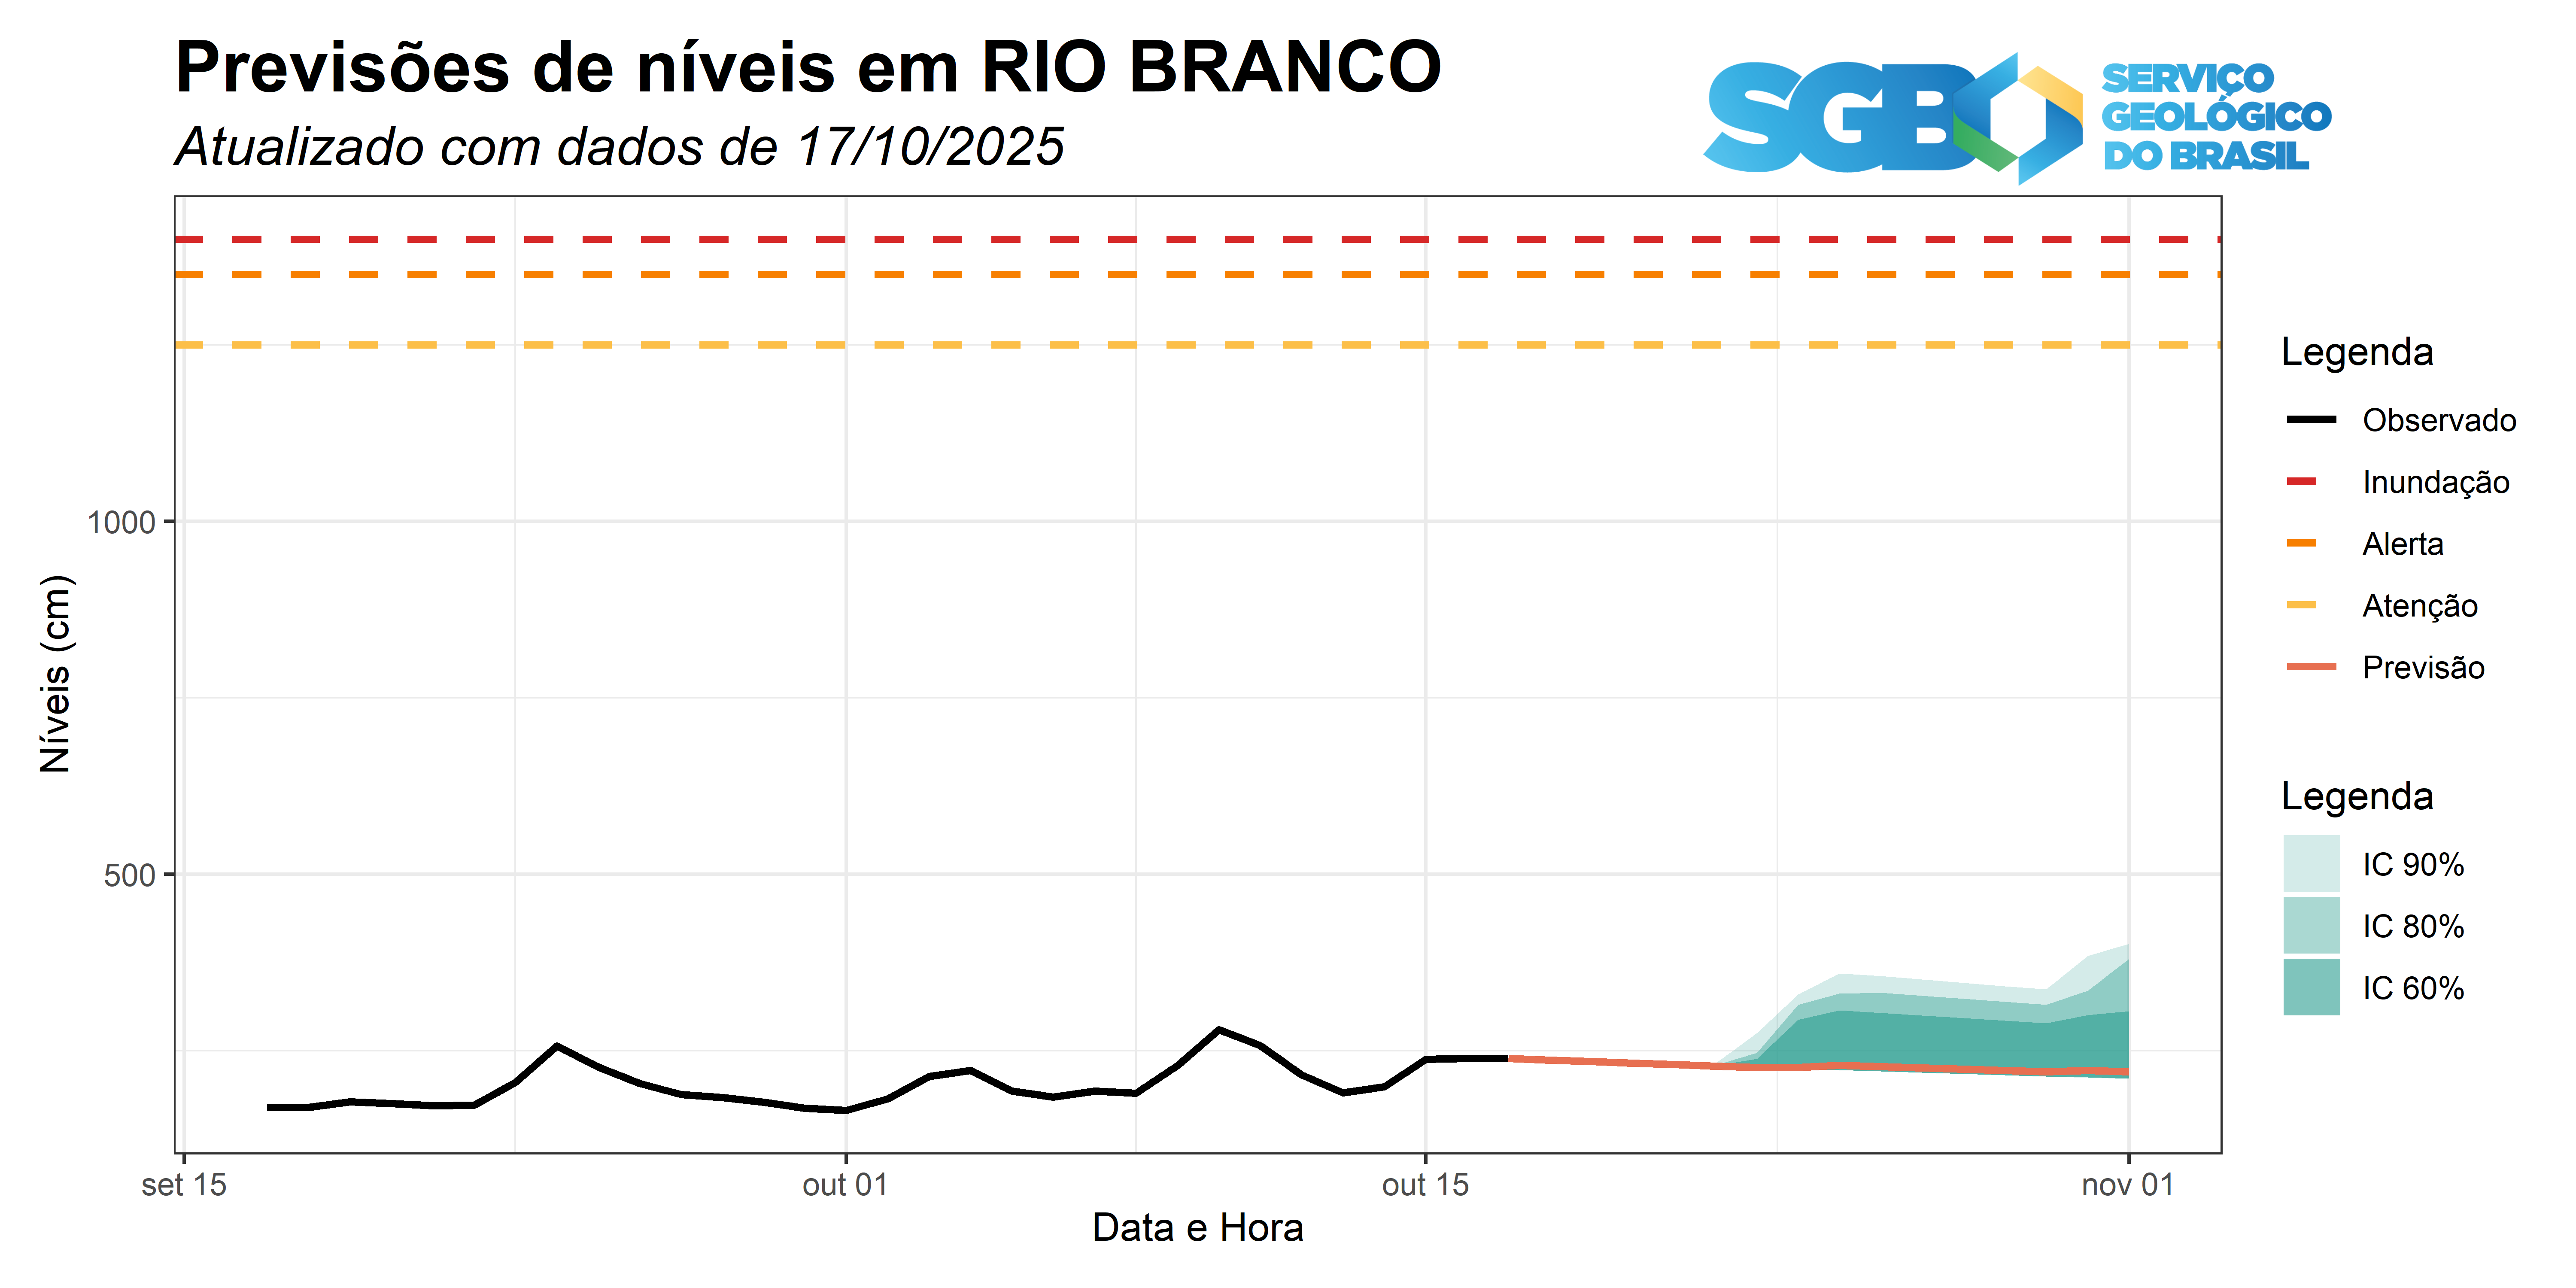 Previsões de níveis em RIO BRANCO
Atualizado com dados de 17/10/2025
SGB
SERVIÇO
GEOLÓGICO
DO BRASIL
Níveis (cm)
1000
500
set 15
out 01
out 15
nov 01
Data e Hora
Legenda
Observado
Inundação
Alerta
Atenção
Previsão
Legenda
IC 90%
IC 80%
IC 60%